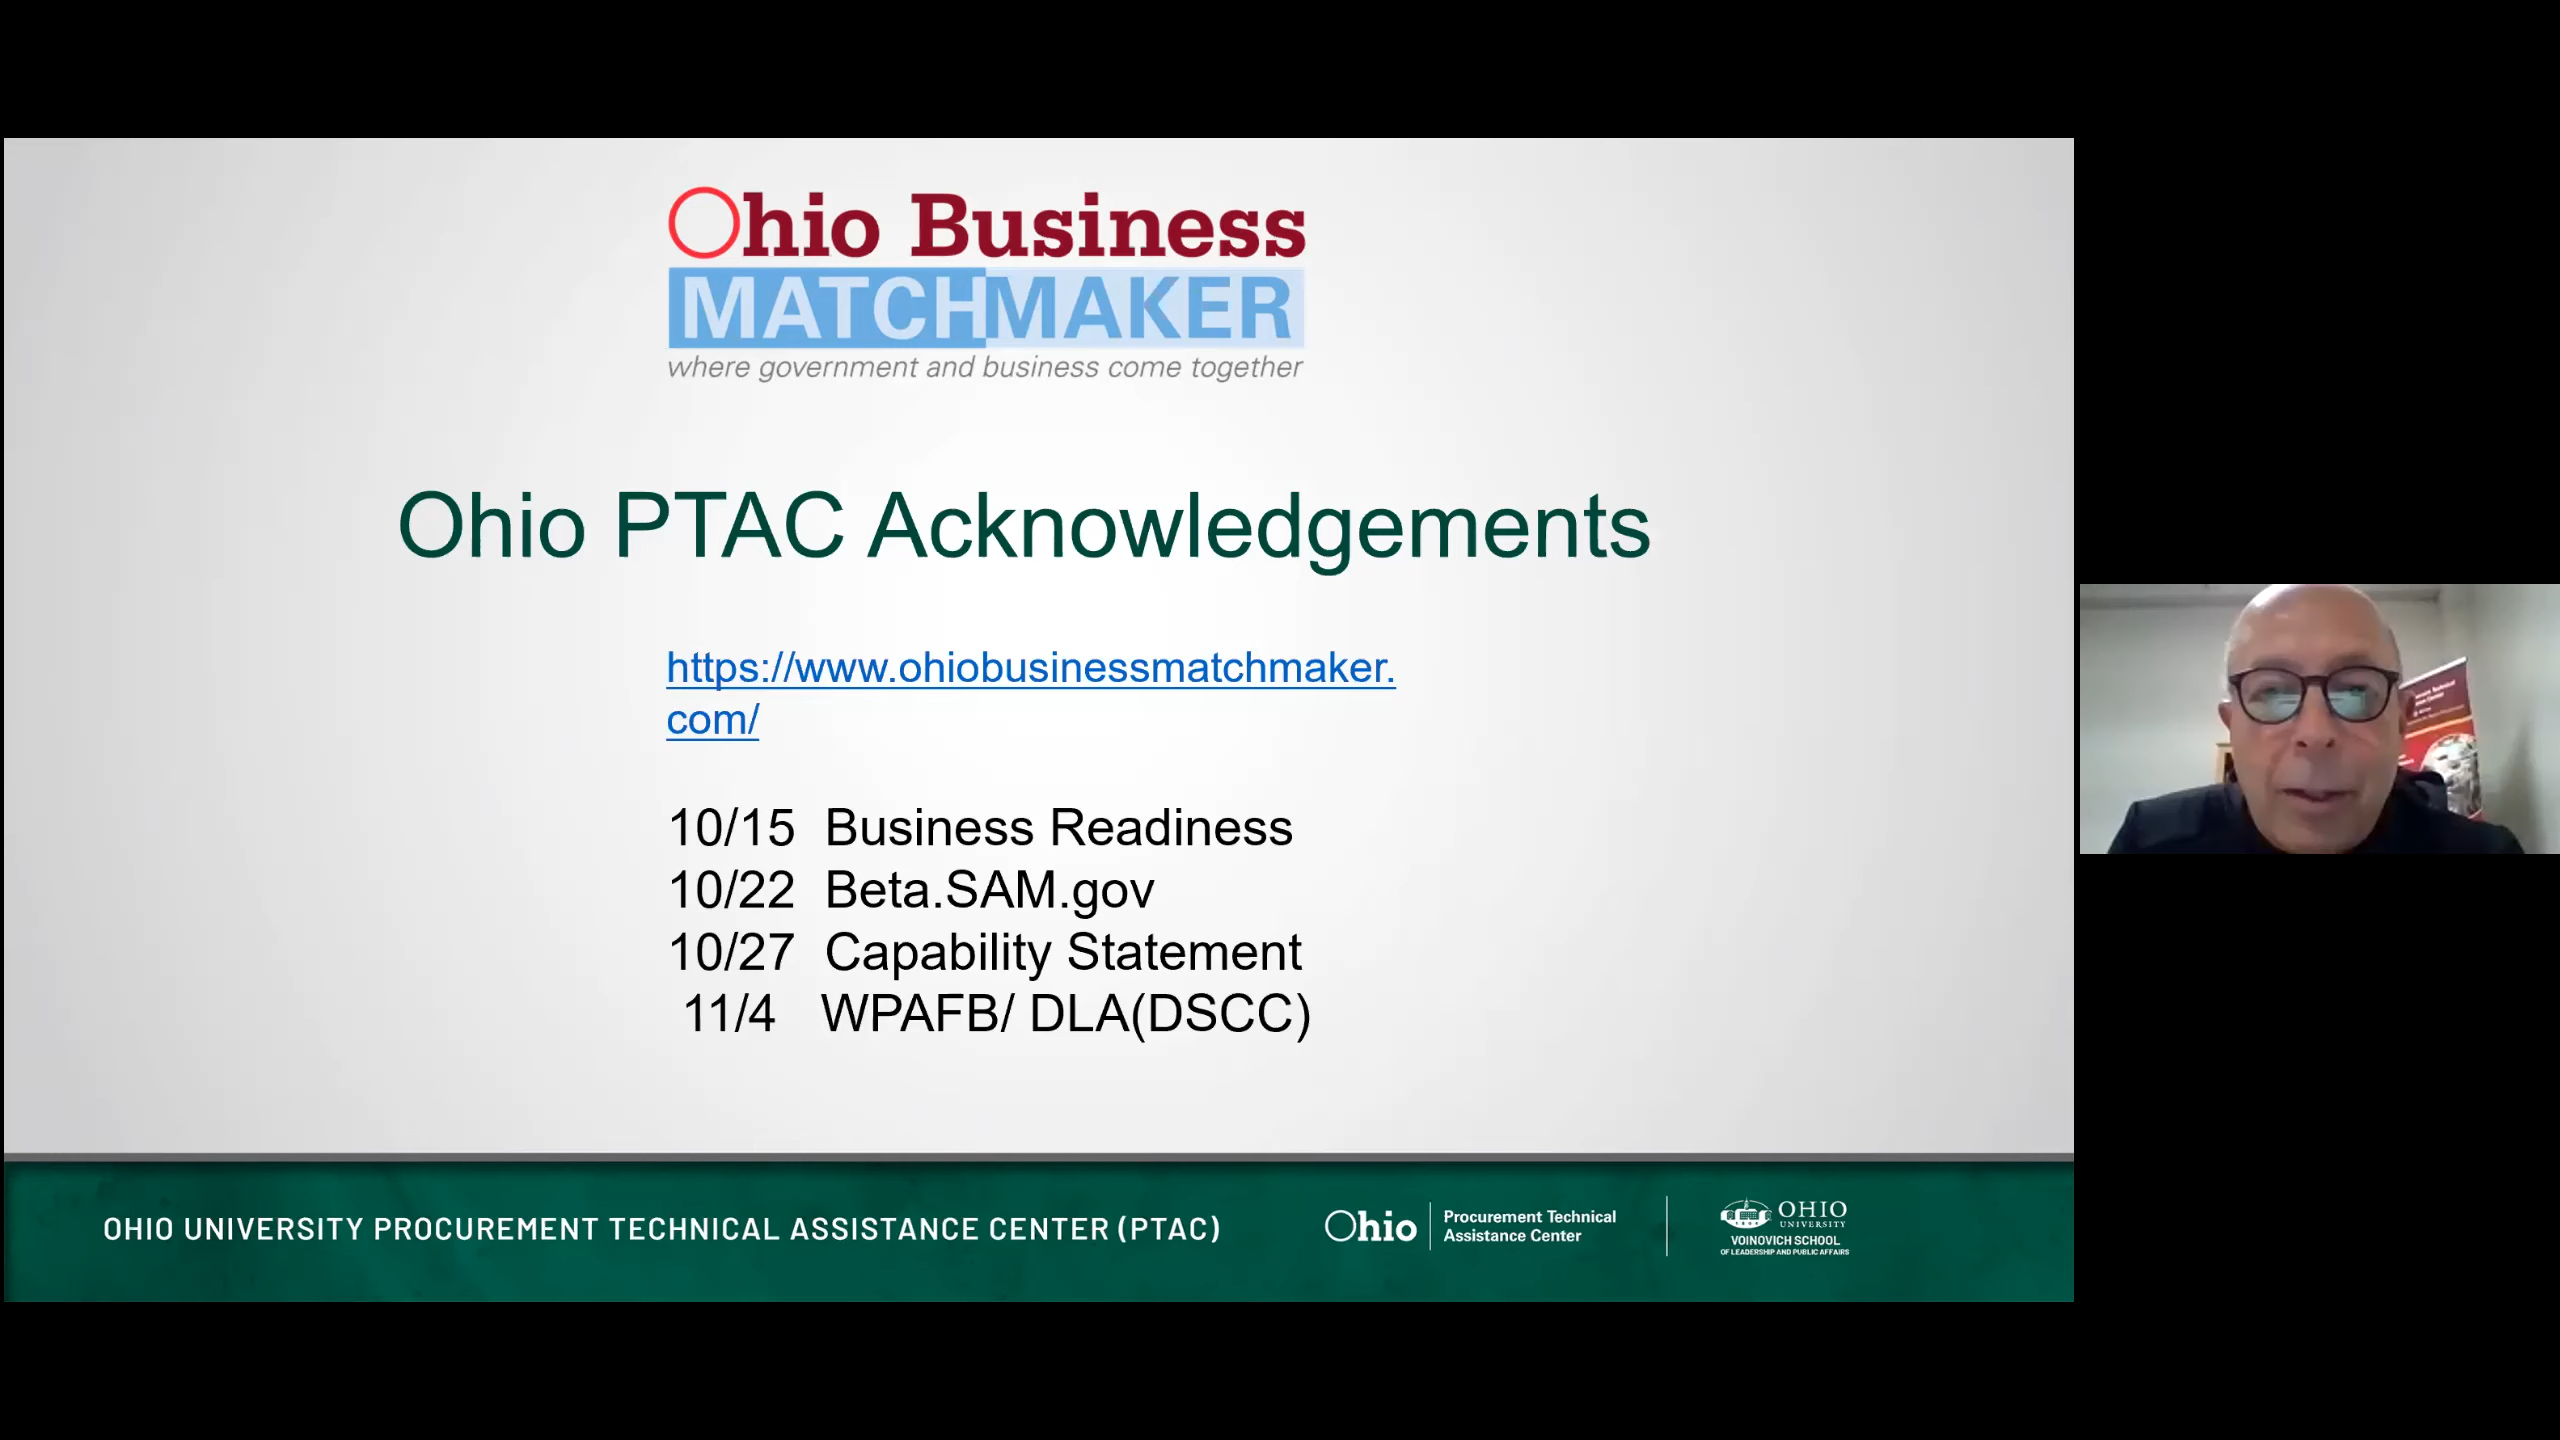 Ohio Business
MATCHMAKER
where government and business come together
Ohio PTAC Acknowledgements
https://www.ohiobusinessmatchmaker.
com/
10/15 Business Readiness
10/22 Beta.SAM.gov
10/27 Capability Statement
11/4 WPAFB/ DLA(DSCC)
OHIO UNIVERSITY PROCUREMENT TECHNICAL ASSISTANCE CENTER (PTAC)
Ohio
Procurement Technical
Assistance Center
OHIO
UNIVERSITY
VOINOVICH SCHOOL
OF LEADERSHIP AND PUBLIC AFFAIRS